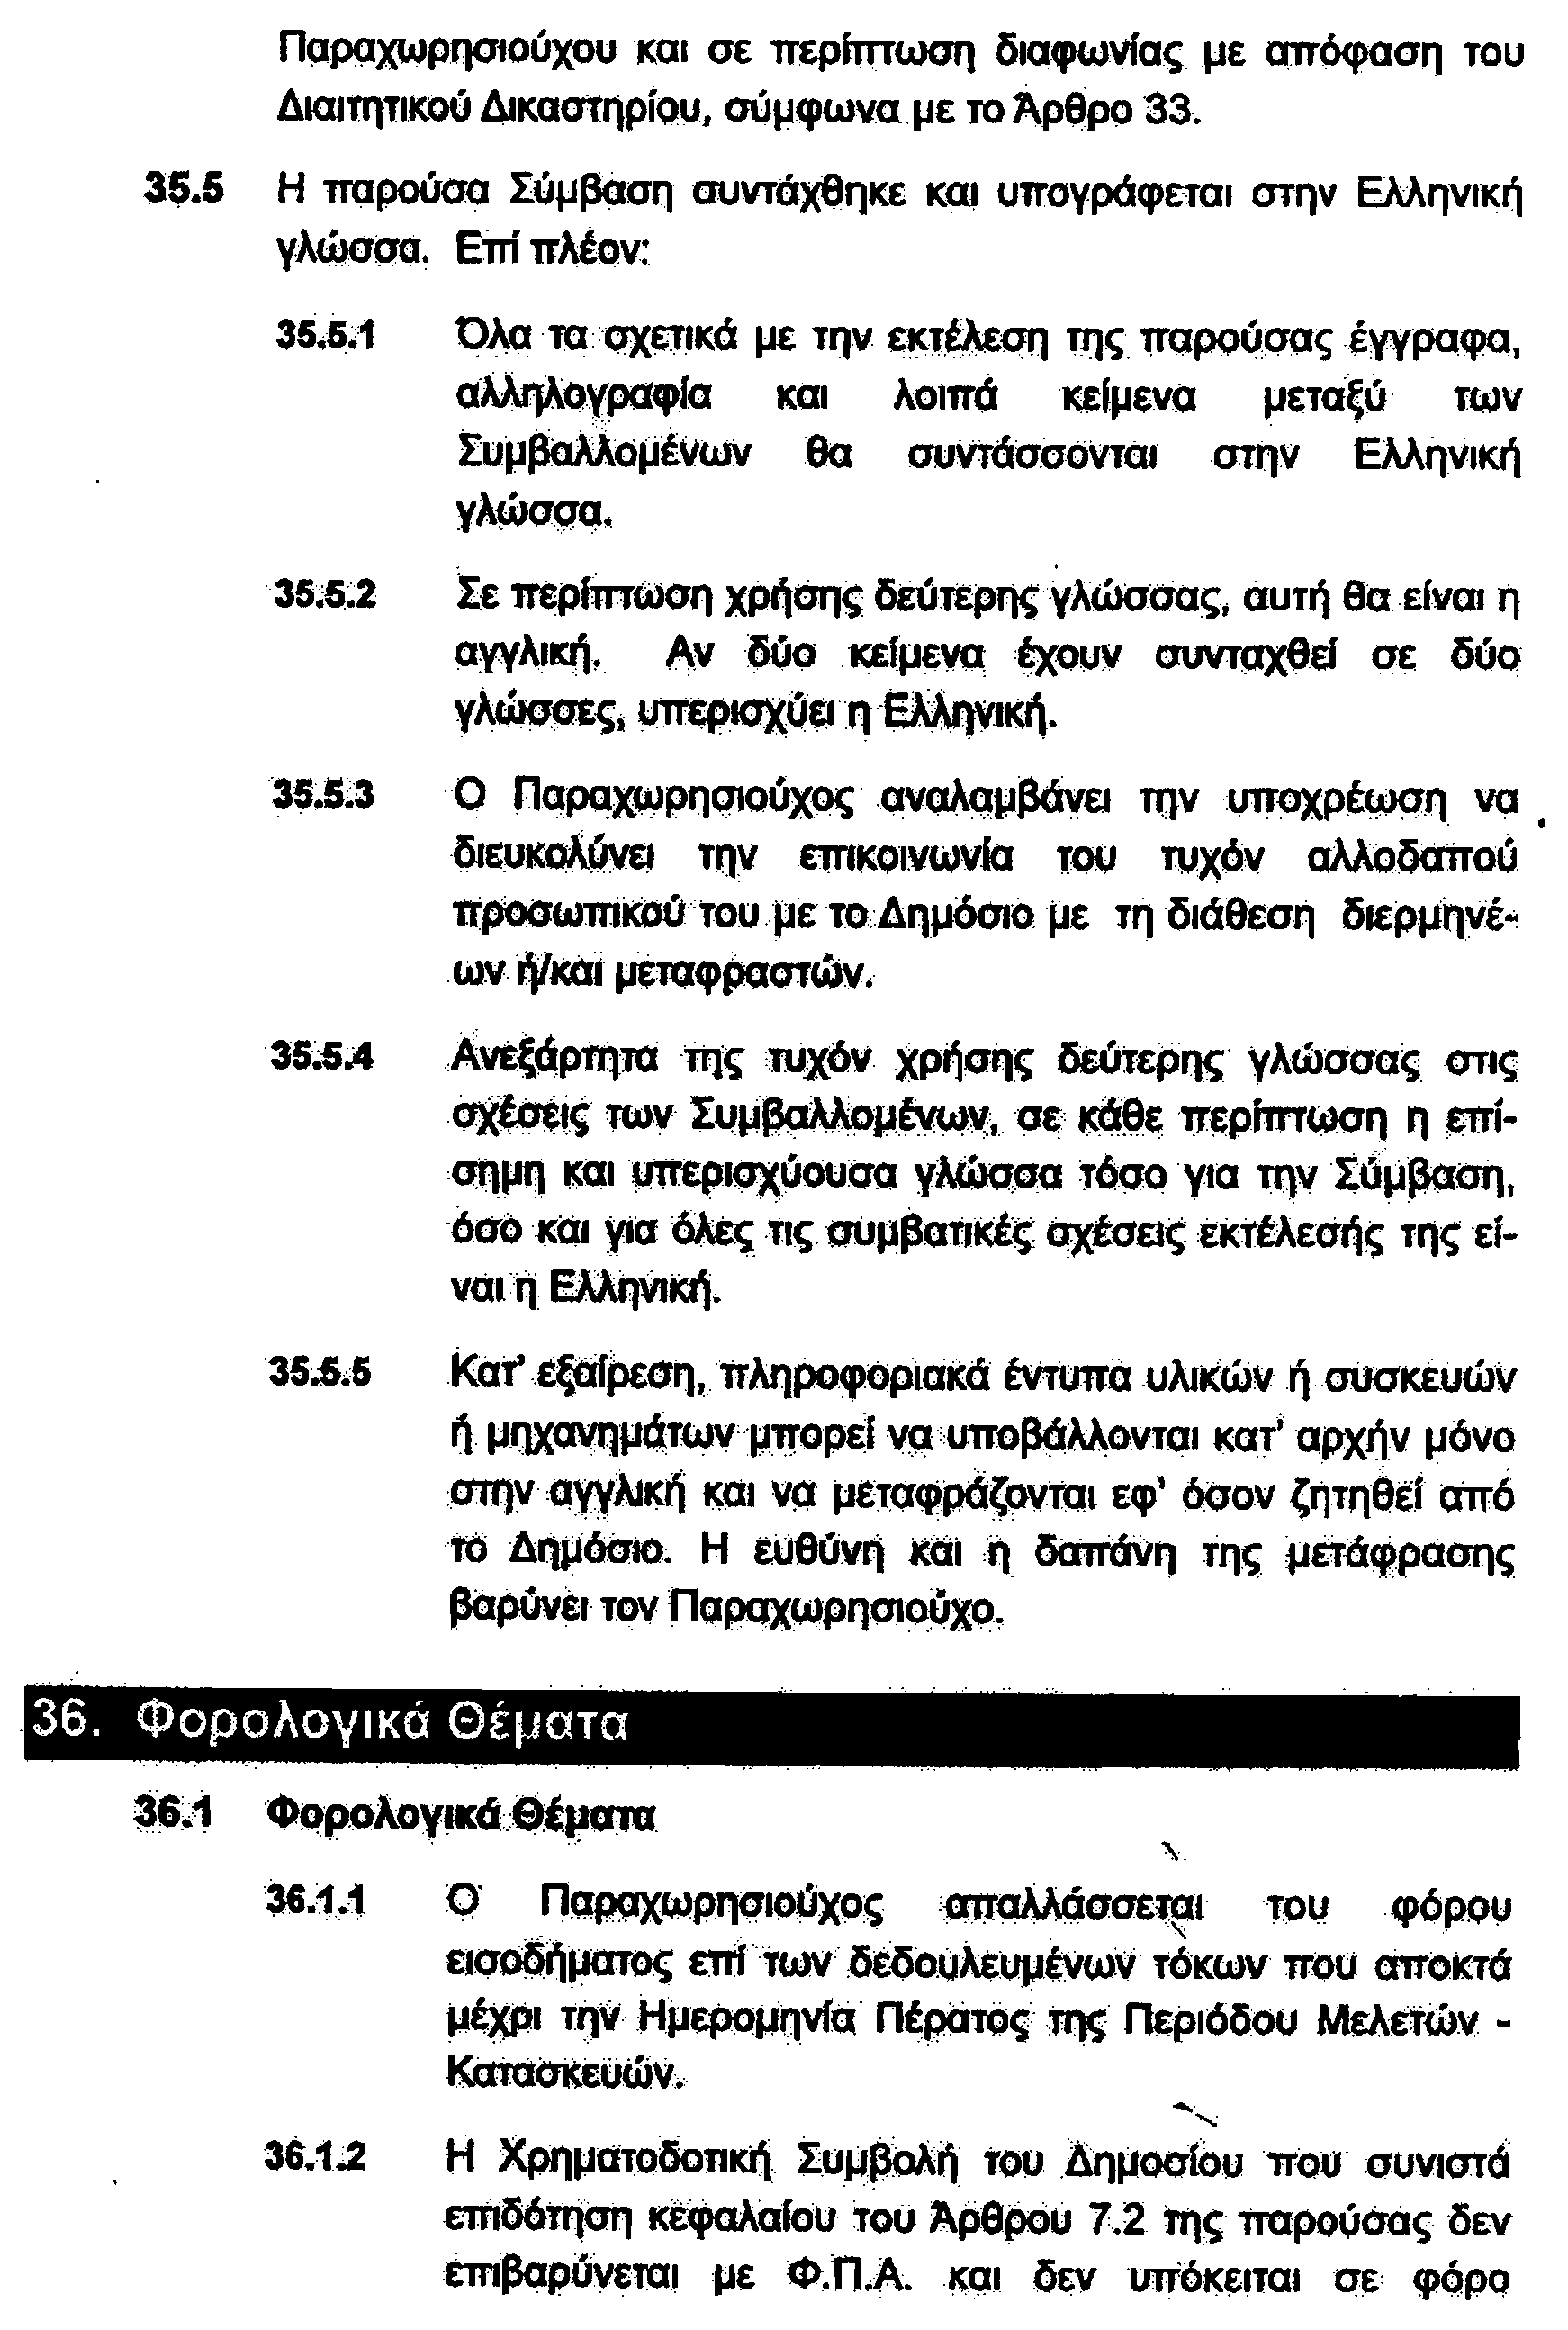 Παραχωρησιούχου και σε περίπτωση διαφωνίας με απόφαση του
Διαιτητικού Δικαστηρίου, σύμφωνα με το Άρθρο 33.
35.5 Η παρούσα Σύμβαση συντάχθηκε και υπογράφεται στην Ελληνική
γλώσσα. Επί πλέον:
35.5.1 Όλα τα σχετικά με την εκτέλεση της παρούσας έγγραφα,
αλληλογραφία και λοιπά κείμενα μεταξύ των
Συμβαλλομένων θα συντάσσονται στην Ελληνική
γλώσσα.
35.5.2 Σε περίπτωση χρήσης δεύτερης γλώσσας, αυτή θα είναι η
αγγλική. Αν δύο κείμενα έχουν συνταχθεί σε δύο
γλώσσες, υπερισχύει η Ελληνική.
35.5.3 Ο Παραχωρησιούχος αναλαμβάνει την υποχρέωση να
διευκολύνει την επικοινωνία του τυχόν αλλοδαπού
προσωπικού του με το Δημόσιο με τη διάθεση διερμηνέ-
ων ή/και μεταφραστών.
35.5.4 Ανεξάρτητα της τυχόν χρήσης δεύτερης γλώσσας στις
σχέσεις των Συμβαλλομένων, σε κάθε περίπτωση η επί-
σημη και υπερισχύουσα γλώσσα τόσο για την Σύμβαση,
όσο και για όλες τις συμβατικές σχέσεις εκτέλεσής της εί-
ναι η Ελληνική.
35.5.5 Κατ' εξαίρεση, πληροφοριακά έντυπα υλικών ή συσκευών
ή μηχανημάτων μπορεί να υποβάλλονται κατ' αρχήν μόνο
στην αγγλική και να μεταφράζονται εφ' όσον ζητηθεί από
το Δημόσιο. Η ευθύνη και η δαπάνη της μετάφρασης
βαρύνει τον Παραχωρησιούχο.
36. Φορολογικά Θέματα
36.1 Φορολογικά Θέματα
36.1.1 Ο Παραχωρησιούχος απαλλάσσεται του φόρου
εισοδήματος επί των δεδουλευμένων τόκων που αποκτά
μέχρι την Ημερομηνία Πέρατος της Περιόδου Μελετών -
Κατασκευών.
36.1.2 Η Χρηματοδοτική Συμβολή του Δημοσίου που συνιστά
επιδότηση κεφαλαίου του Άρθρου 7.2 της παρούσας δεν
επιβαρύνεται με Φ.Π.Α. και δεν υπόκειται σε φόρο